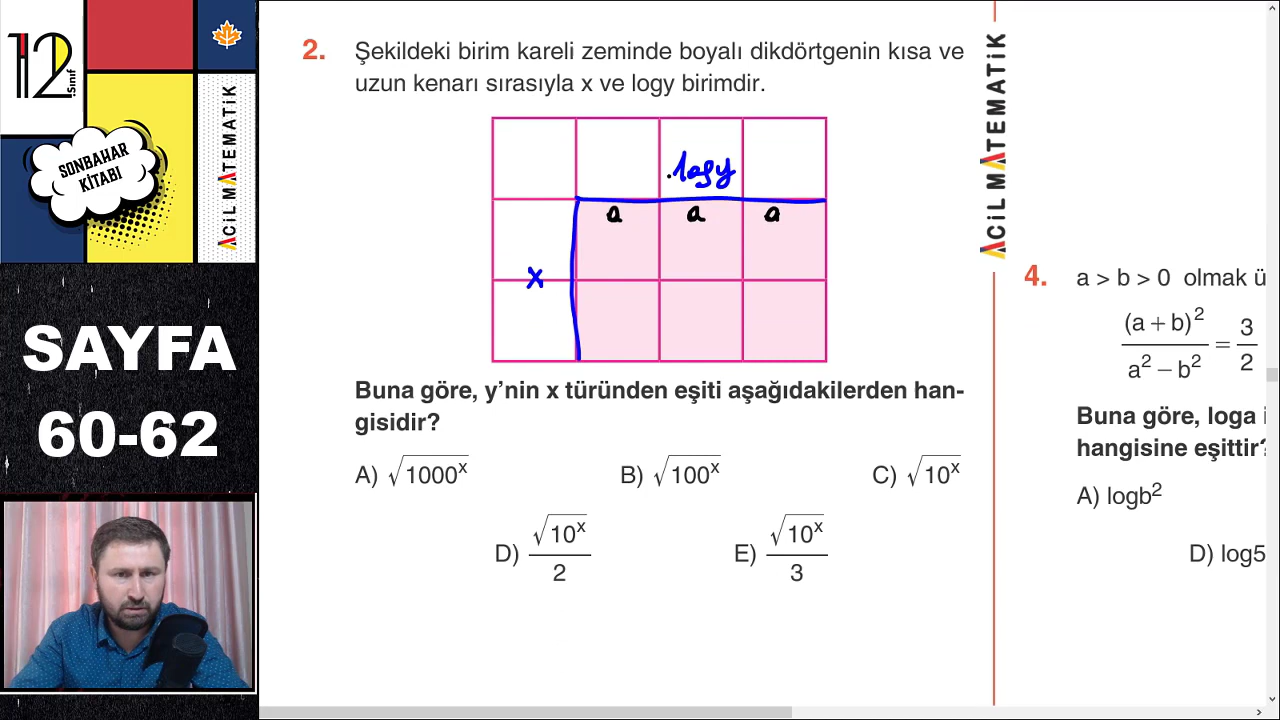 12
.Sınıf
SONBAHAR
KİTABI
ACİL MATEMATİK
SAYFA
60-62
2. Şekildeki birim kareli zeminde boyalı dikdörtgenin kısa ve
uzun kenarı sırasıyla x ve logy birimdir.
logy
a a a
x
Buna göre, y’nin x türünden eşiti aşağıdakilerden han-
gisidir?
A) √1000ˣ B) √100ˣ C) √10ˣ
D) √10ˣ/2 E) √10ˣ/3
ACİL MATEMATİK
4. a > b > 0 olmak ü
(a + b)²/(a² − b²) = 3/2
Buna göre, loga i
hangisine eşittir?
A) logb²
D) log5